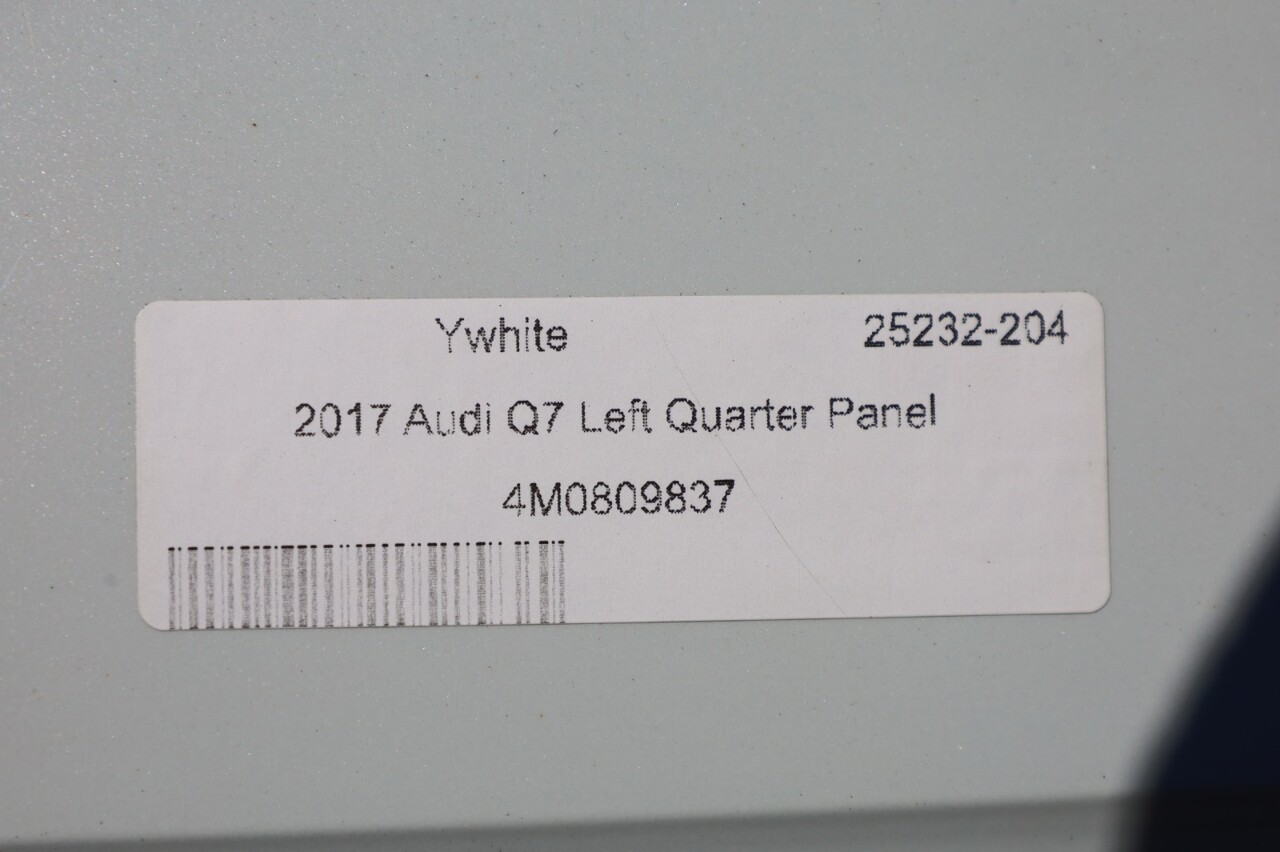 Ywhite 25232-204
2017 Audi Q7 Left Quarter Panel
4M0809837